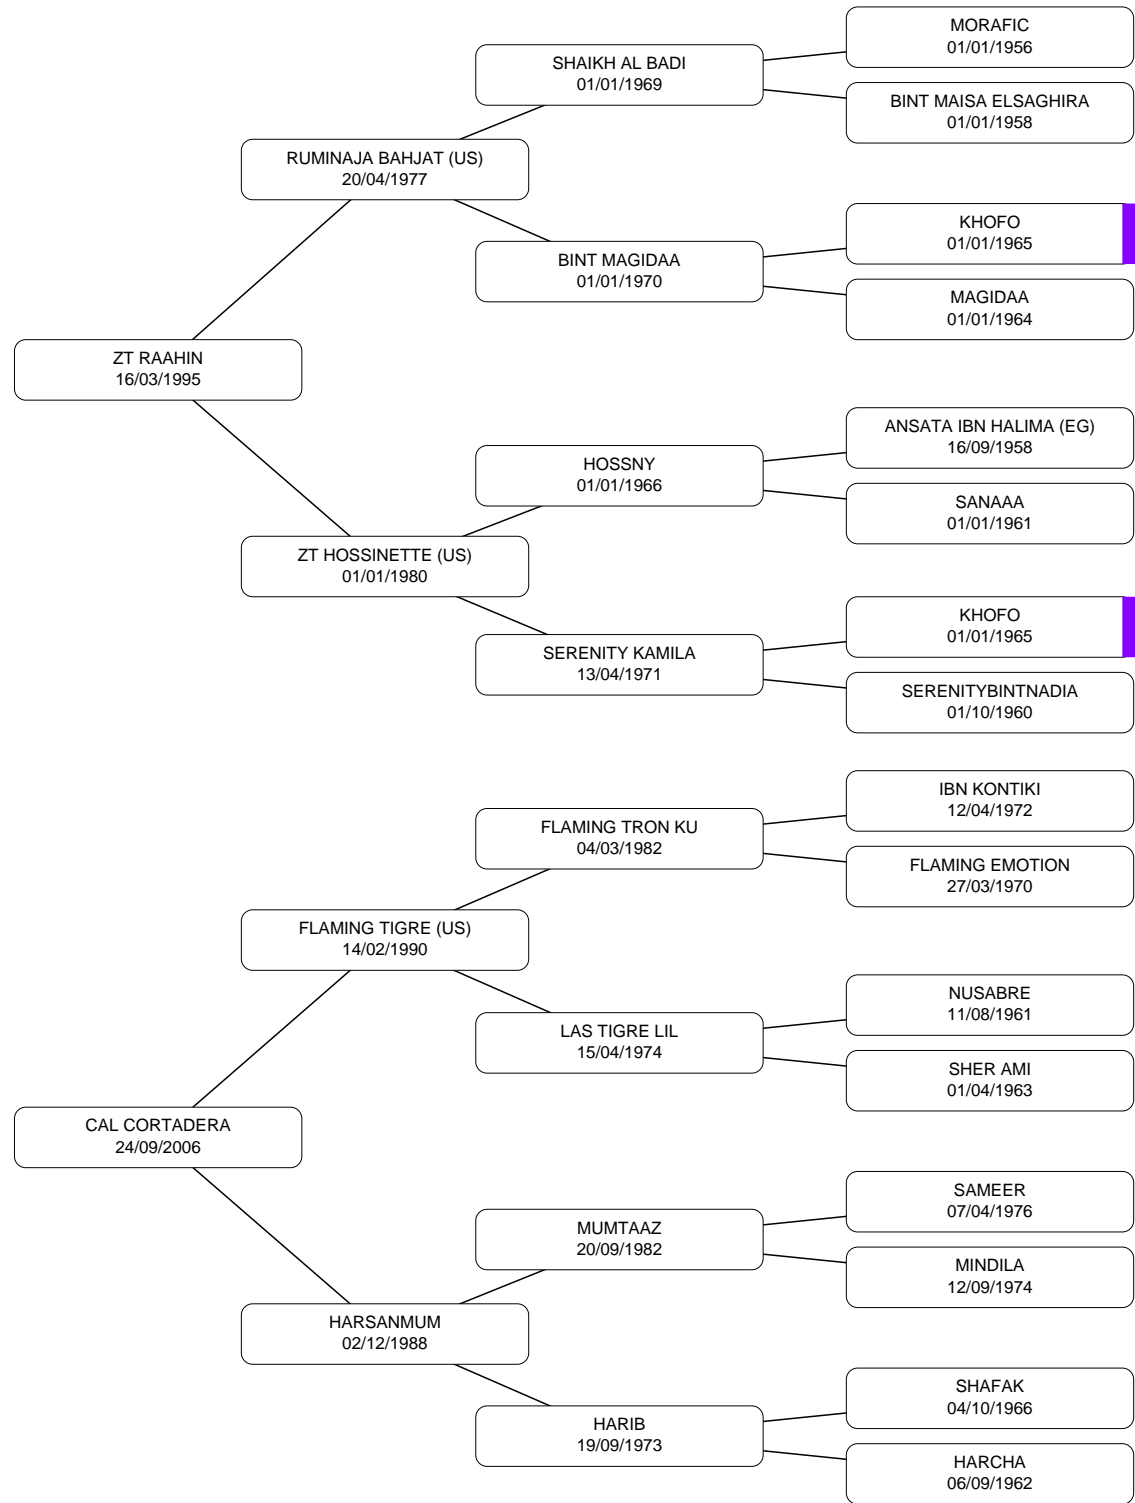 MORAFIC
01/01/1956
SHAIKH AL BADI
01/01/1969
BINT MAISA ELSAGHIRA
01/01/1958
RUMINAJA BAHJAT (US)
20/04/1977
KHOFO
01/01/1965
BINT MAGIDAA
01/01/1970
MAGIDAA
01/01/1964
ZT RAAHIN
16/03/1995
ANSATA IBN HALIMA (EG)
16/09/1958
HOSSNY
01/01/1966
SANAAA
01/01/1961
ZT HOSSINETTE (US)
01/01/1980
KHOFO
01/01/1965
SERENITY KAMILA
13/04/1971
SERENITYBINTNADIA
01/10/1960
IBN KONTIKI
12/04/1972
FLAMING TRON KU
04/03/1982
FLAMING EMOTION
27/03/1970
FLAMING TIGRE (US)
14/02/1990
NUSABRE
11/08/1961
LAS TIGRE LIL
15/04/1974
SHER AMI
01/04/1963
CAL CORTADERA
24/09/2006
SAMEER
07/04/1976
MUMTAAZ
20/09/1982
MINDILA
12/09/1974
HARSANMUM
02/12/1988
SHAFAK
04/10/1966
HARIB
19/09/1973
HARCHA
06/09/1962